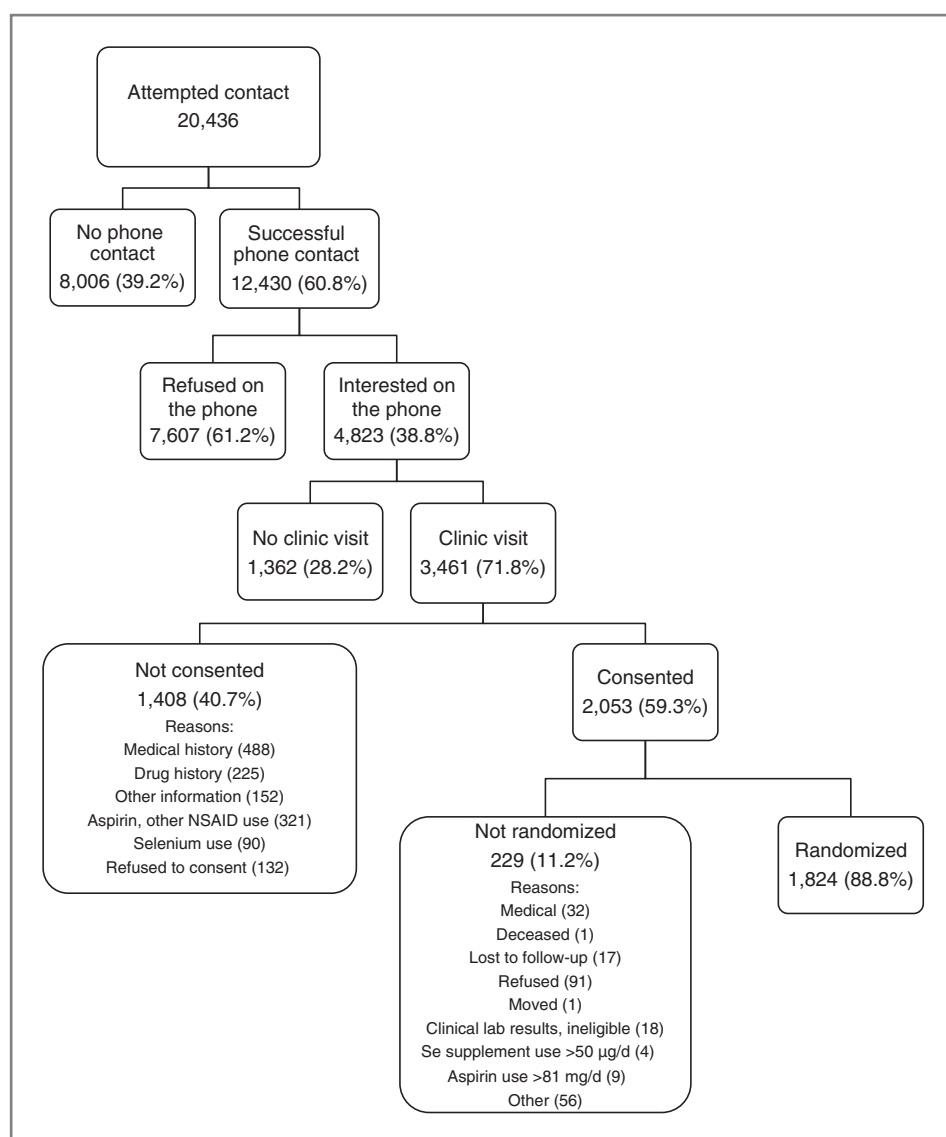 Attempted contact
20,436
No phone
contact
8,006 (39.2%)
Successful
phone contact
12,430 (60.8%)
Refused on
the phone
7,607 (61.2%)
Interested on
the phone
4,823 (38.8%)
No clinic visit
1,362 (28.2%)
Clinic visit
3,461 (71.8%)
Not consented
1,408 (40.7%)
Reasons:
Medical history (488)
Drug history (225)
Other information (152)
Aspirin, other NSAID use (321)
Selenium use (90)
Refused to consent (132)
Consented
2,053 (59.3%)
Not randomized
229 (11.2%)
Reasons:
Medical (32)
Deceased (1)
Lost to follow-up (17)
Refused (91)
Moved (1)
Clinical lab results, ineligible (18)
Se supplement use >50 μg/d (4)
Aspirin use >81 mg/d (9)
Other (56)
Randomized
1,824 (88.8%)